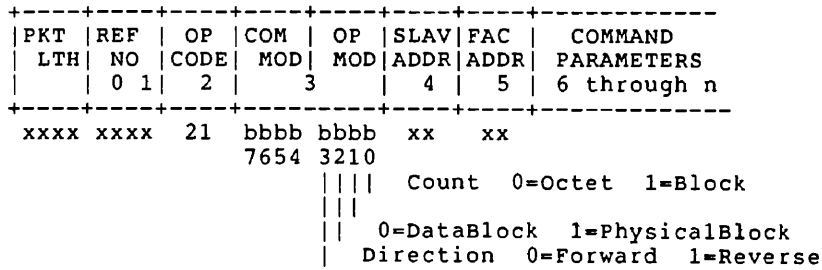 +----+----+----+---------+----+----+-------------
|PKT |REF | OP |COM | OP |SLAV|FAC | COMMAND
| LTH| NO |CODE| MOD| MOD|ADDR|ADDR| PARAMETERS
| | 0 1| 2 | 3 | 4 | 5 | 6 through n
+----+----+----+---------+----+----+--------------
xxxx xxxx 21 bbbb bbbb xx xx
7654 3210
|||| Count 0=Octet 1=Block
|||
|| 0=DataBlock 1=PhysicalBlock
| Direction 0=Forward 1=Reverse